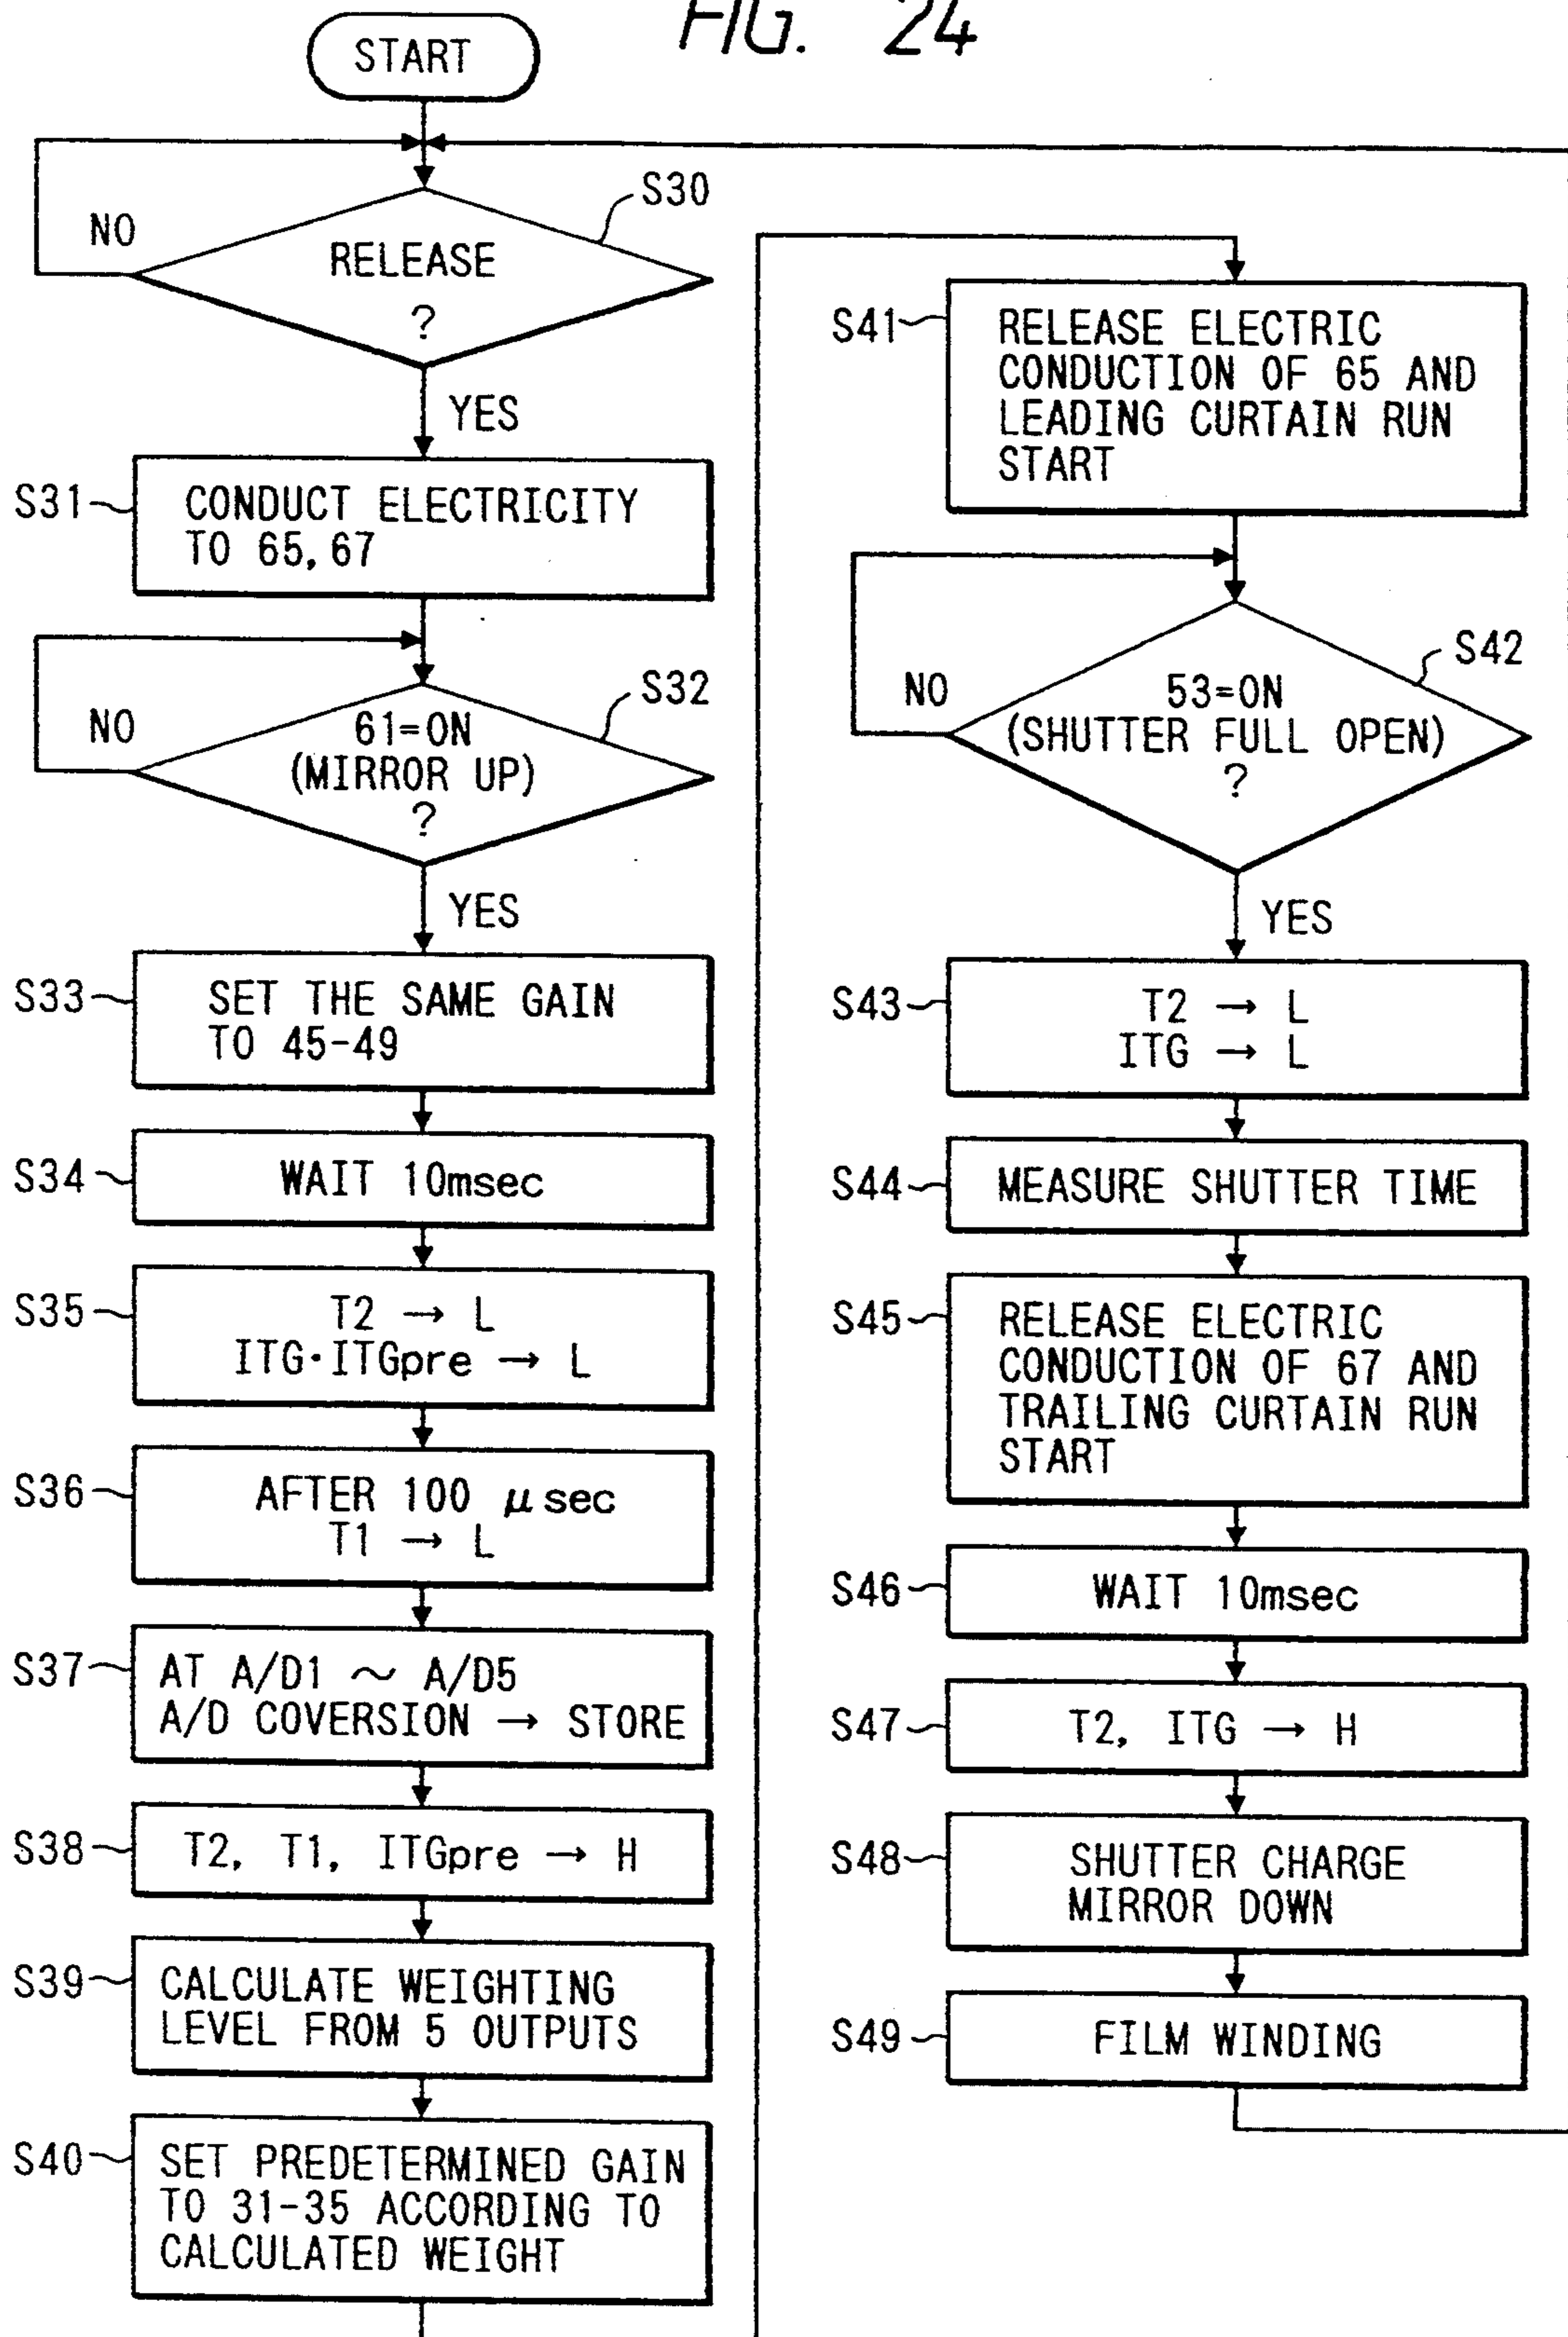 FIG. 24
START
S30
NO
RELEASE
?
YES
S31
CONDUCT ELECTRICITY
TO 65, 67
S32
NO
61=ON
(MIRROR UP)
?
YES
S33
SET THE SAME GAIN
TO 45-49
S34
WAIT 10msec
S35
T2 → L
ITG·ITGpre → L
S36
AFTER 100 μsec
T1 → L
S37
AT A/D1 ～ A/D5
A/D COVERSION → STORE
S38
T2, T1, ITGpre → H
S39
CALCULATE WEIGHTING
LEVEL FROM 5 OUTPUTS
S40
SET PREDETERMINED GAIN
TO 31-35 ACCORDING TO
CALCULATED WEIGHT
S41
RELEASE ELECTRIC
CONDUCTION OF 65 AND
LEADING CURTAIN RUN
START
S42
NO
53=ON
(SHUTTER FULL OPEN)
?
YES
S43
T2 → L
ITG → L
S44
MEASURE SHUTTER TIME
S45
RELEASE ELECTRIC
CONDUCTION OF 67 AND
TRAILING CURTAIN RUN
START
S46
WAIT 10msec
S47
T2, ITG → H
S48
SHUTTER CHARGE
MIRROR DOWN
S49
FILM WINDING